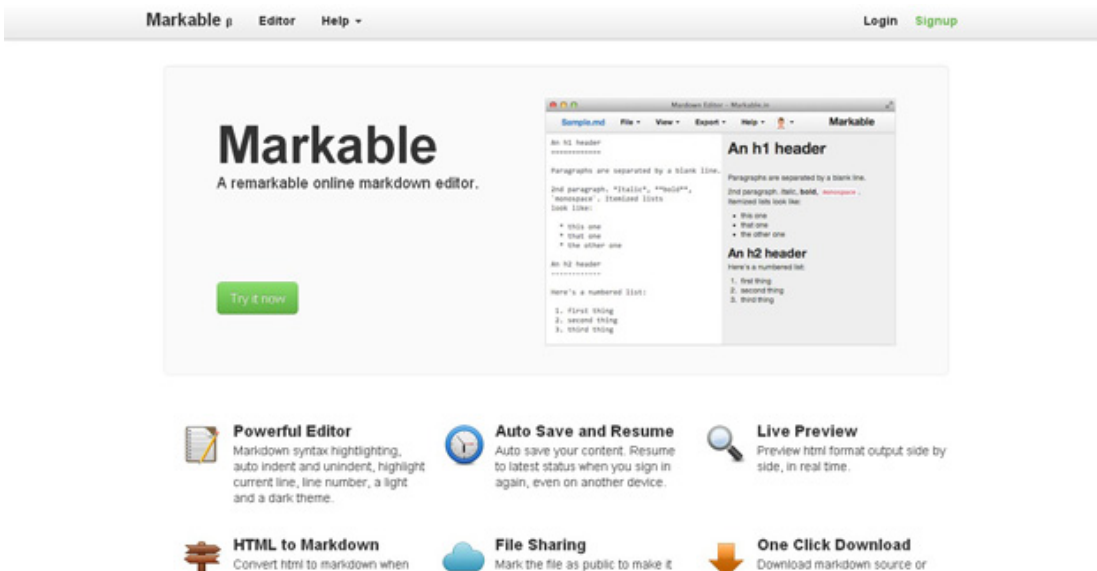 Markable β Editor Help Login Signup
Markable
A remarkable online markdown editor.
Try it now
Mardown Editor - Markable.in
Sample.md File View Export Help Markable
An h1 header
============
Paragraphs are separated by a blank line.
2nd paragraph. *Italic*, **bold**,
`monospace`. Itemized lists
look like:
* this one
* that one
* the other one
An h2 header
------------
Here's a numbered list:
1. first thing
2. second thing
3. third thing
An h1 header
Paragraphs are separated by a blank line.
2nd paragraph. Italic, bold, monospace .
Itemized lists look like:
• this one
• that one
• the other one
An h2 header
Here's a numbered list:
1. first thing
2. second thing
3. third thing
Powerful Editor
Markdown syntax hightlighting,
auto indent and unindent, highlight
current line, line number, a light
and a dark theme.
Auto Save and Resume
Auto save your content. Resume
to latest status when you sign in
again, even on another device.
Live Preview
Preview html format output side by
side, in real time.
HTML to Markdown
Convert html to markdown when
File Sharing
Mark the file as public to make it
One Click Download
Download markdown source or